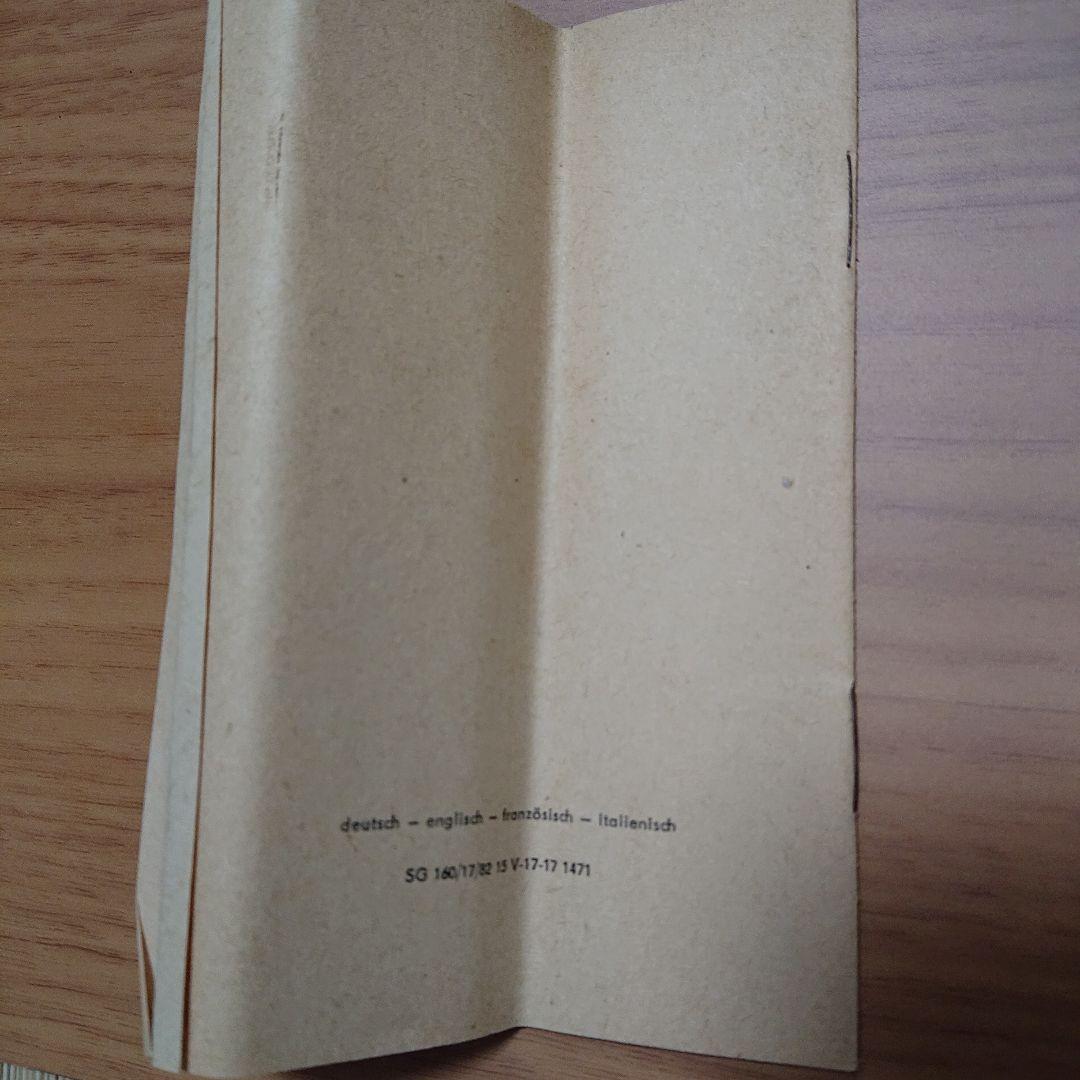 deutsch – englisch – französisch – italienisch
SG 160/17/82 15 V-17-17 1471